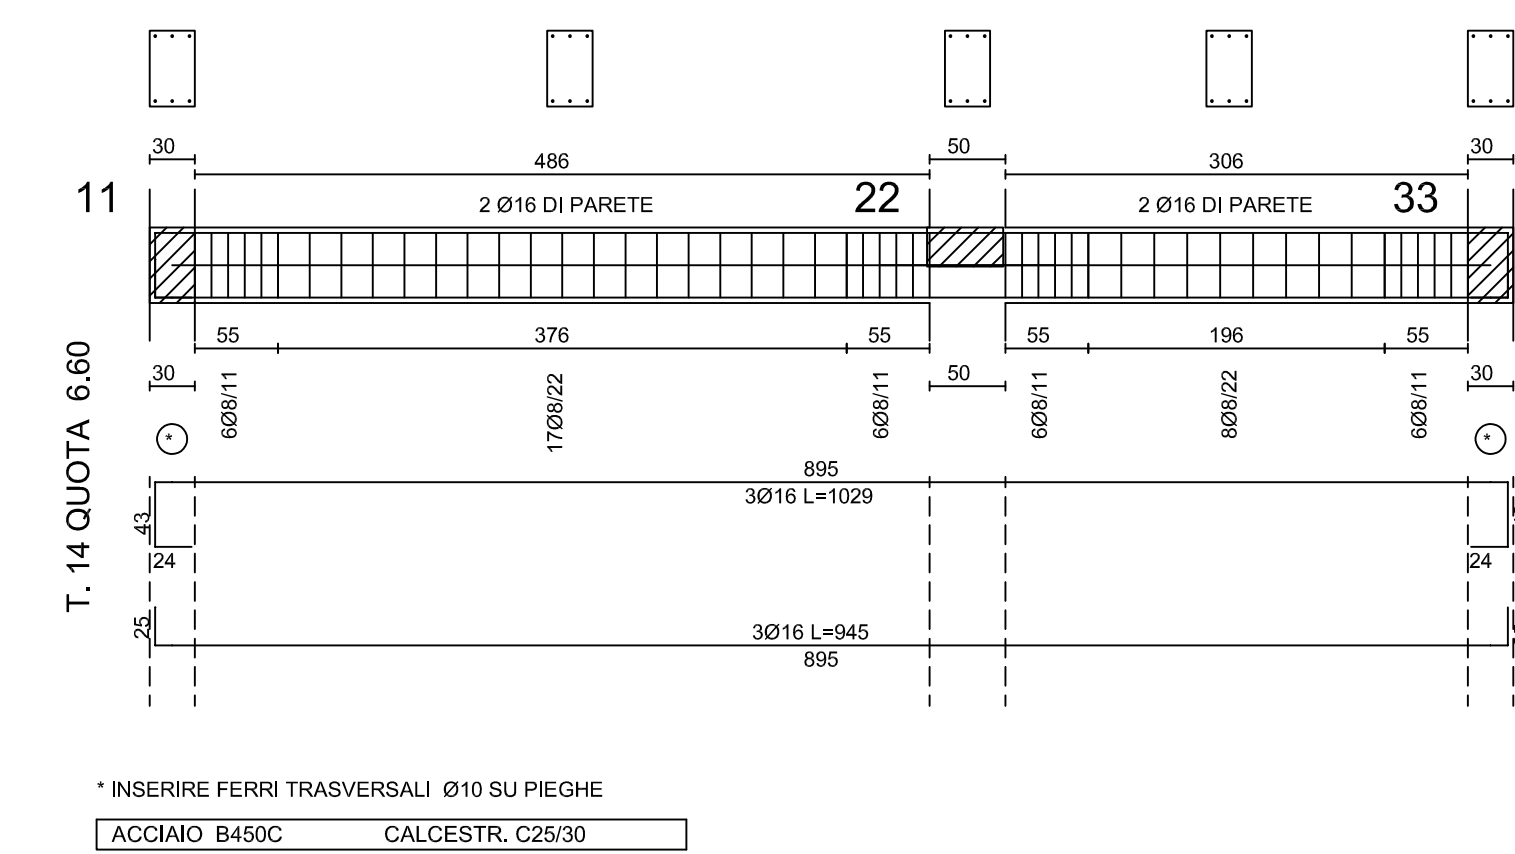 30
486
50
306
30
11
2 Ø16 DI PARETE
22
2 Ø16 DI PARETE
33
55
376
55
55
196
55
30
50
30
6Ø8/11
17Ø8/22
6Ø8/11
6Ø8/11
8Ø8/22
6Ø8/11
*
*
T. 14 QUOTA 6.60
895
3Ø16 L=1029
43
24
24
25
3Ø16 L=945
895
* INSERIRE FERRI TRASVERSALI Ø10 SU PIEGHE
ACCIAIO B450C CALCESTR. C25/30